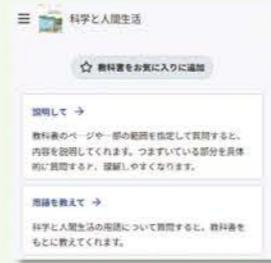 科学と人間生活
教科書をお気に入りに追加
説明して →
教科書のページや一部の範囲を指定して質問すると、
内容を説明してくれます。つまずいている部分を具体
的に質問すると、理解しやすくなります。
用語を教えて →
科学と人間生活の用語について質問すると、教科書を
もとに教えてくれます。